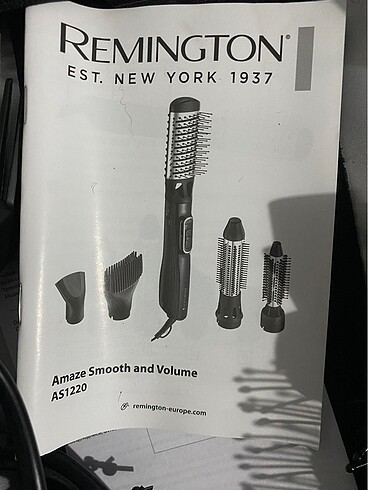 REMINGTON®
EST. NEW YORK 1937
Amaze Smooth and Volume
AS1220
remington-europe.com